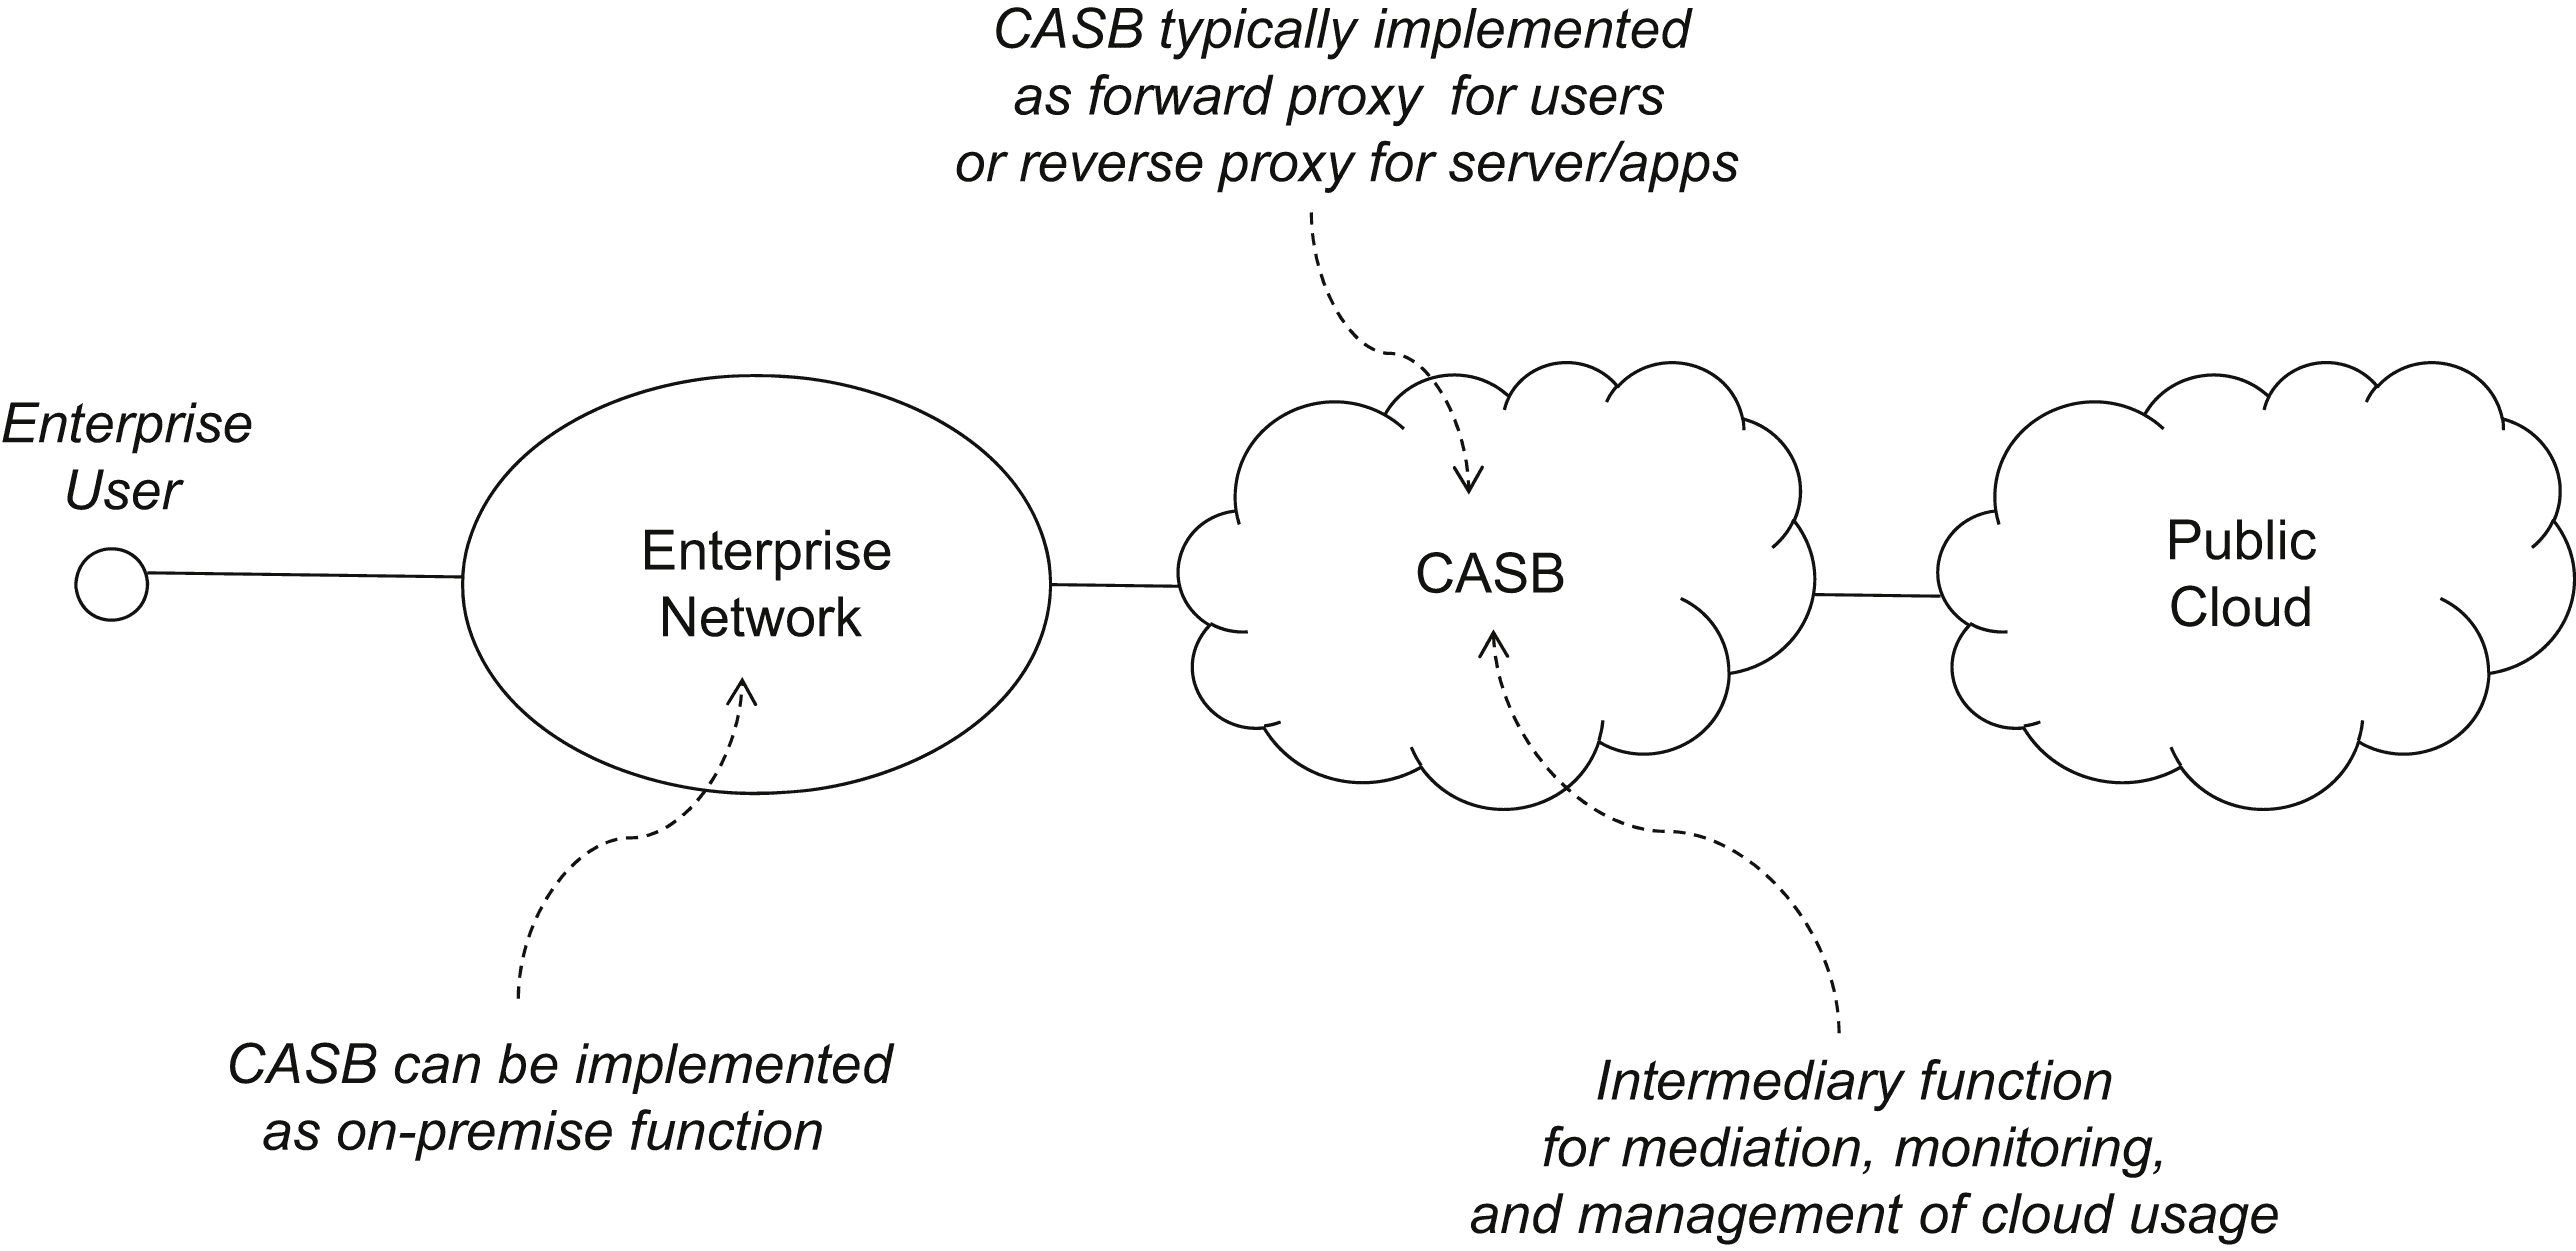 CASB typically implemented
as forward proxy for users
or reverse proxy for server/apps
Enterprise
User
Enterprise
Network
CASB
Public
Cloud
CASB can be implemented
as on-premise function
Intermediary function
for mediation, monitoring,
and management of cloud usage